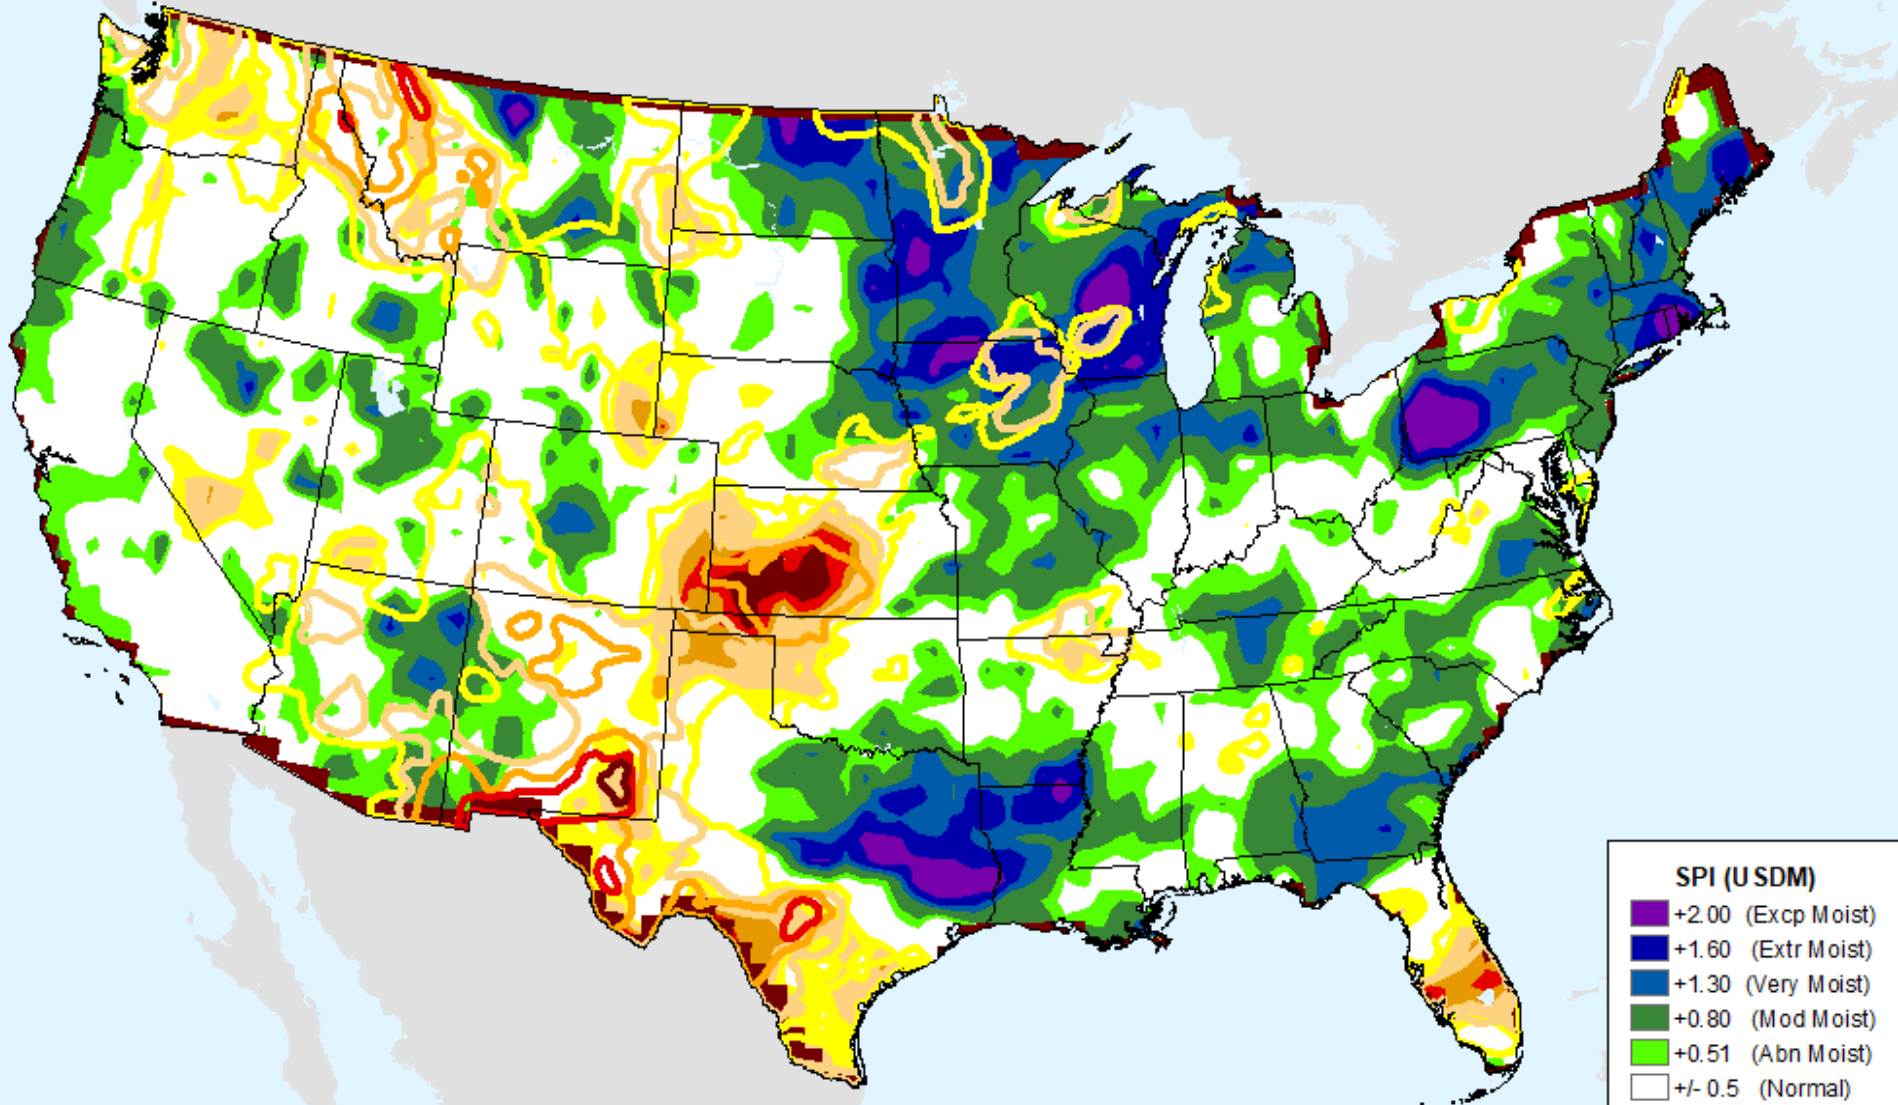 SPI (USDM)
+2.00 (Excp Moist)
+1.60 (Extr Moist)
+1.30 (Very Moist)
+0.80 (Mod Moist)
+0.51 (Abn Moist)
+/- 0.5 (Normal)